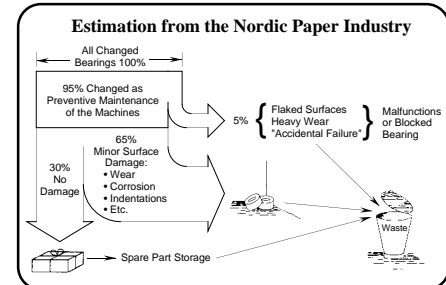 Estimation from the Nordic Paper Industry
All Changed
Bearings 100%
95% Changed as
Preventive Maintenance
of the Machines
5%
Flaked Surfaces
Heavy Wear
"Accidental Failure"
Malfunctions
or Blocked
Bearing
65%
Minor Surface
Damage:
• Wear
• Corrosion
• Indentations
• Etc.
30%
No
Damage
Waste
Spare Part Storage